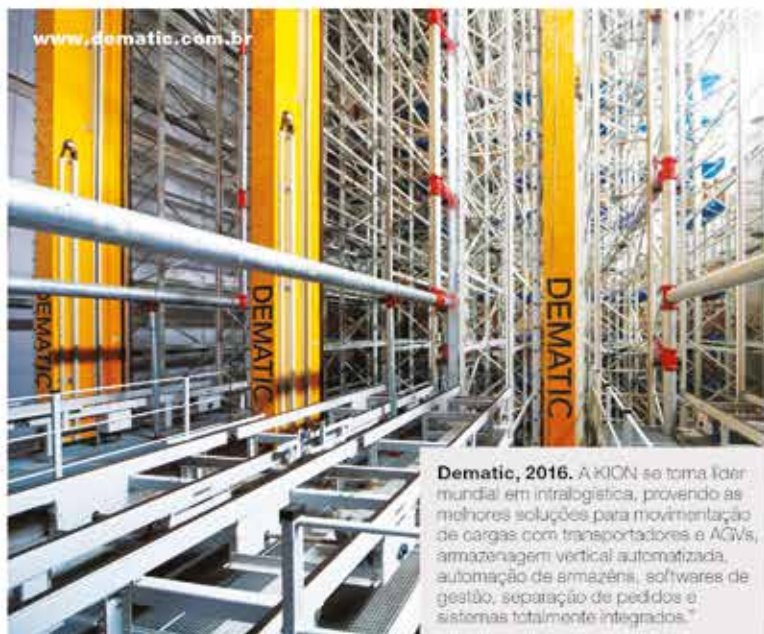 www.dematic.com.br
DEMATIC
DEMATIC
DEMATIC
Dematic, 2016. A KION se torna líder
mundial em intralogística, provendo as
melhores soluções para movimentação
de cargas com transportadores e AGVs,
armazenagem vertical automatizada,
automação de armazéns, softwares de
gestão, separação de pedidos e
sistemas totalmente integrados."